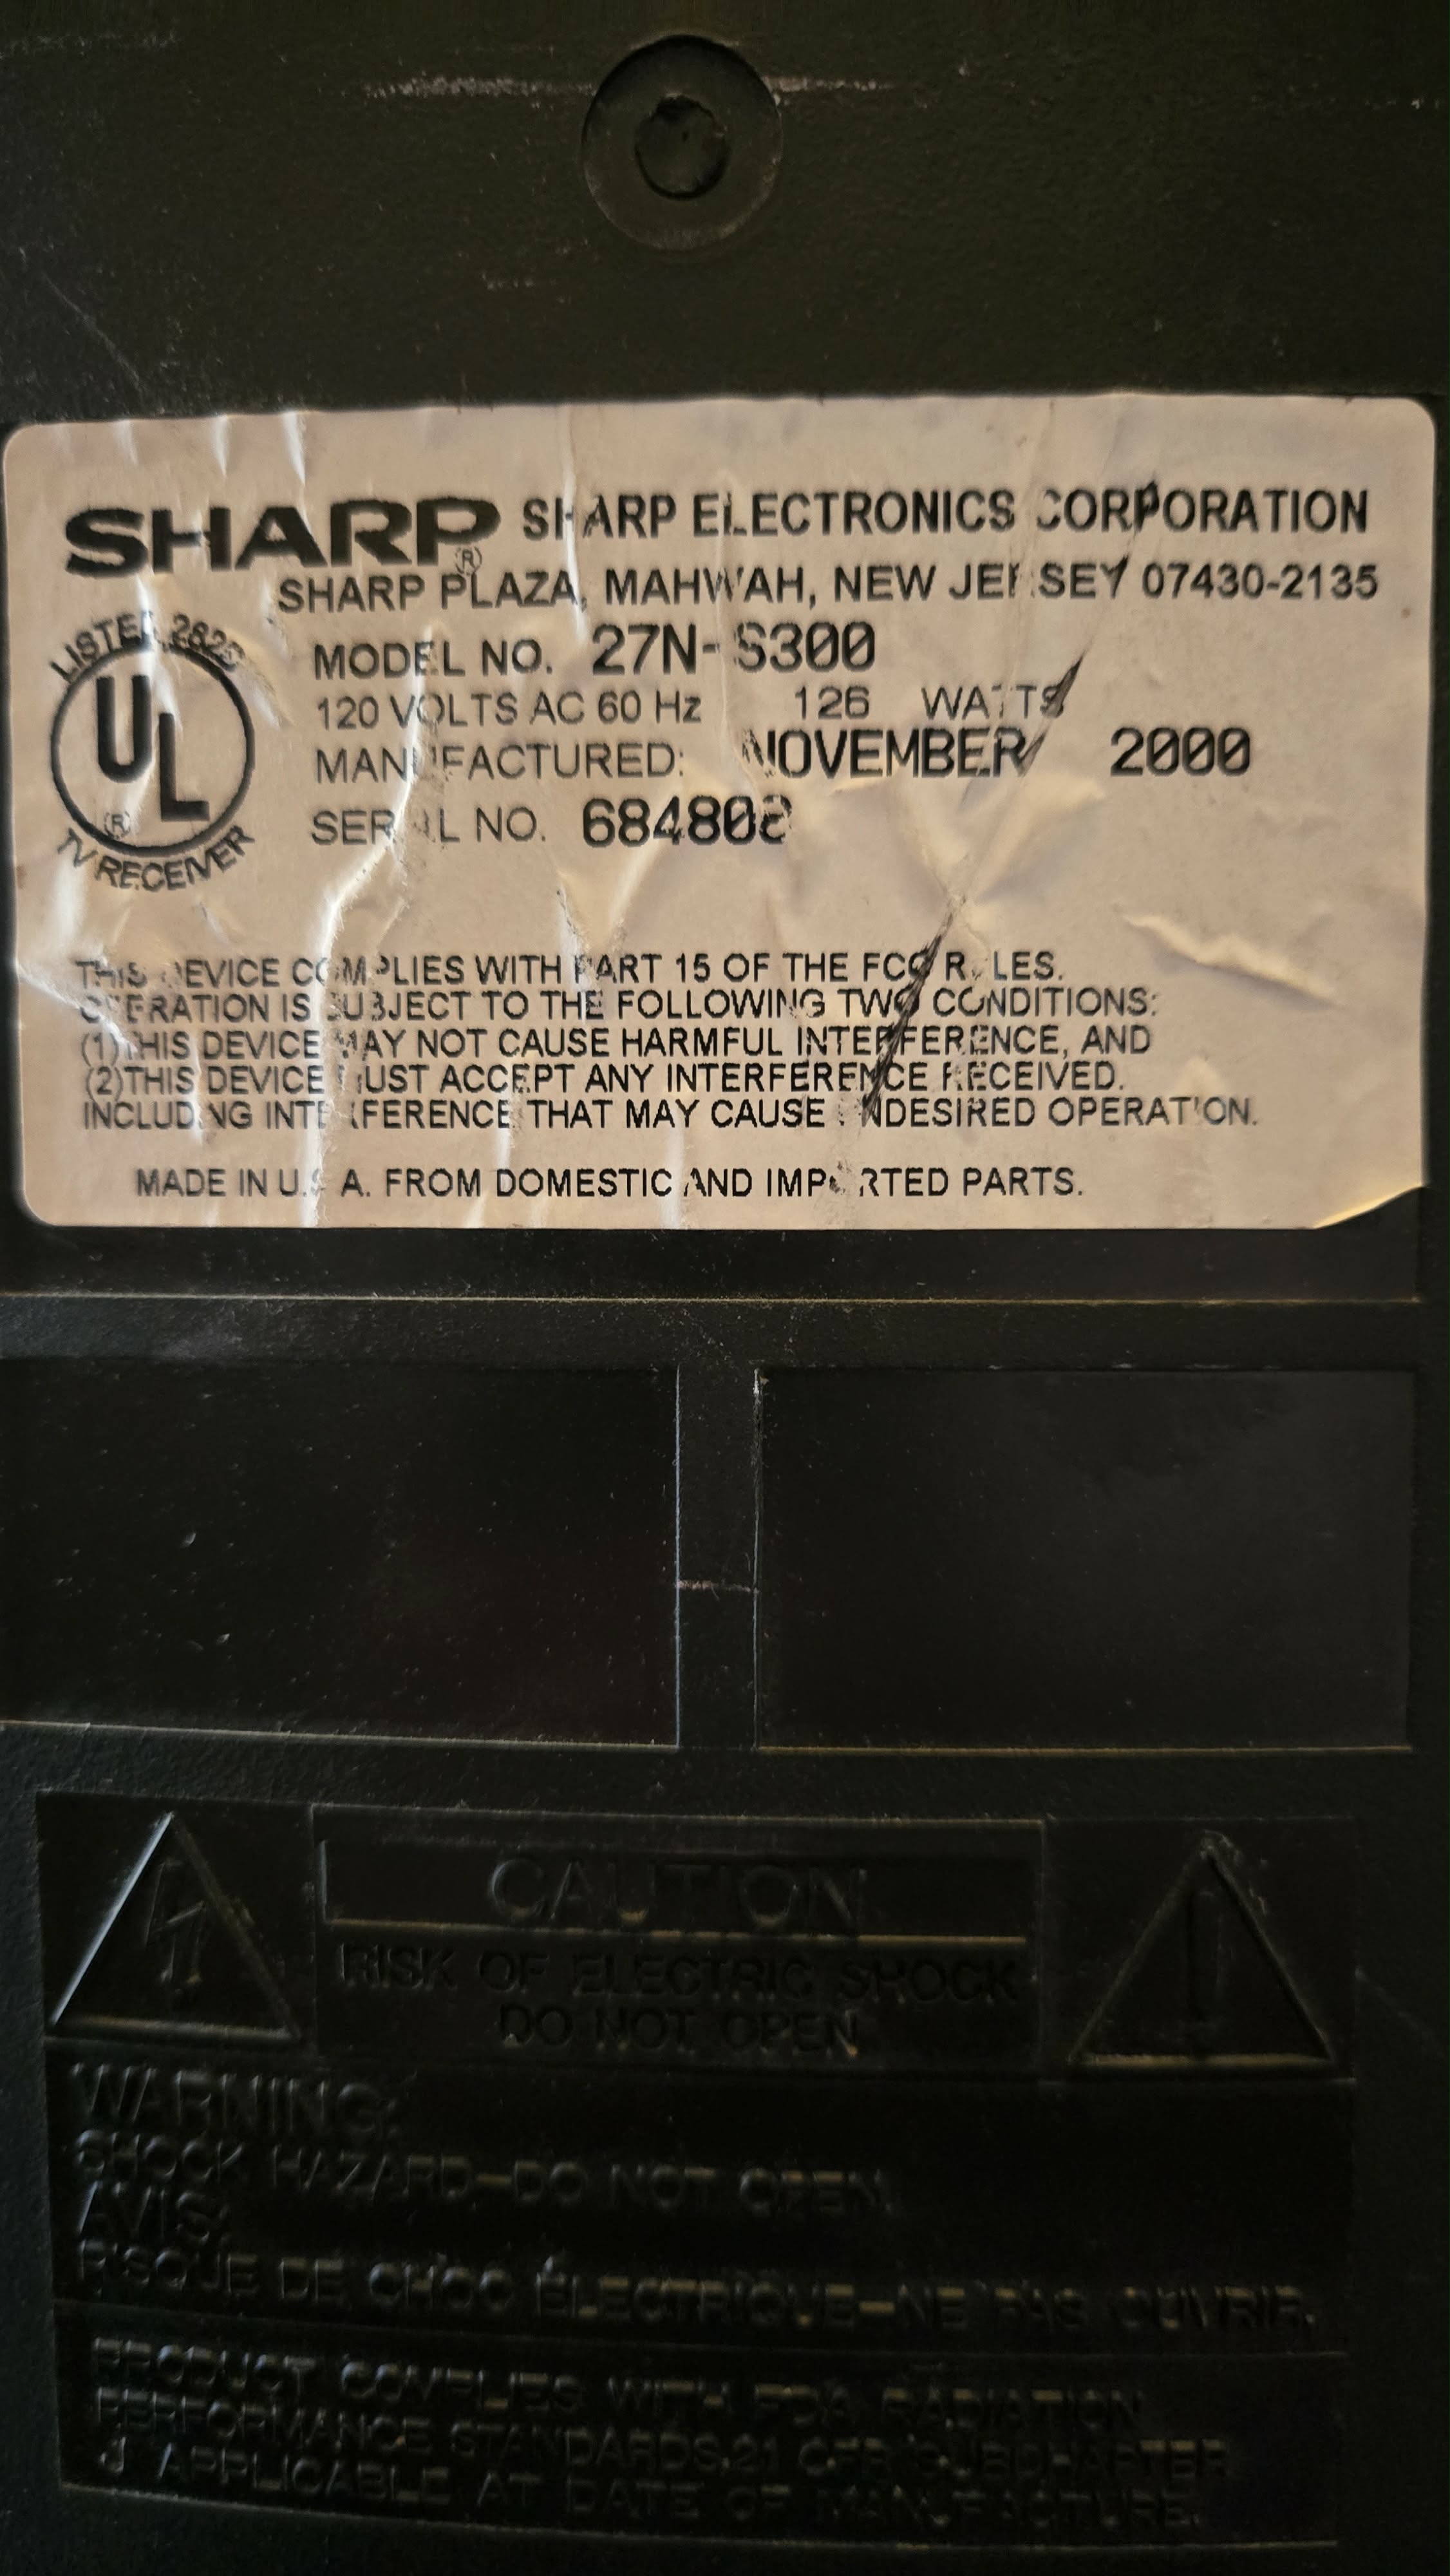 SHARP® SHARP ELECTRONICS CORPORATION
SHARP PLAZA, MAHWAH, NEW JERSEY 07430-2135
LISTED
UL®
TV RECEIVER
MODEL NO. 27N-S300
120 VOLTS AC 60 Hz 126 WATTS
MANUFACTURED: NOVEMBER 2000
SERIAL NO.
THIS DEVICE COMPLIES WITH PART 15 OF THE FCC RULES.
OPERATION IS SUBJECT TO THE FOLLOWING TWO CONDITIONS:
(1)THIS DEVICE MAY NOT CAUSE HARMFUL INTERFERENCE, AND
(2)THIS DEVICE MUST ACCEPT ANY INTERFERENCE RECEIVED.
INCLUDING INTERFERENCE THAT MAY CAUSE UNDESIRED OPERATION.
MADE IN U.S.A. FROM DOMESTIC AND IMPORTED PARTS.
CAUTION
RISK OF ELECTRIC SHOCK
DO NOT OPEN
WARNING:
SHOCK HAZARD-DO NOT OPEN.
AVIS:
RISQUE DE CHOC ÉLECTRIQUE-NE PAS OUVRIR.
PRODUCT COMPLIES WITH FDA RADIATION
PERFORMANCE STANDARDS,21 CFR SUBCHAPTER
J APPLICABLE AT DATE OF MANUFACTURE.